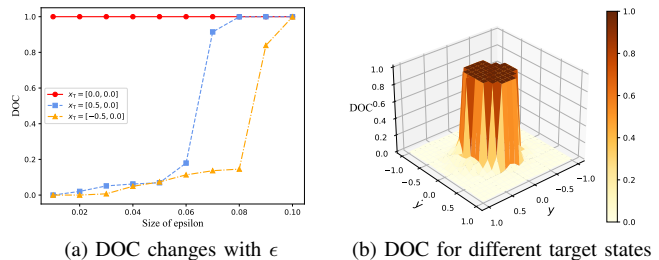 1.0
0.8
0.6
0.4
0.2
0.0
DOC
x_T = [0.0, 0.0]
x_T = [0.5, 0.0]
x_T = [−0.5, 0.0]
0.02 0.04 0.06 0.08 0.10
Size of epsilon
(a) DOC changes with ϵ
1.0
0.8
0.6
0.4
0.2
0.0
DOC
−1.0
−0.5
0.0
0.5
1.0
ẏ
1.0
0.5
0.0
−0.5
−1.0
y
1.0
0.8
0.6
0.4
0.2
0.0
(b) DOC for different target states